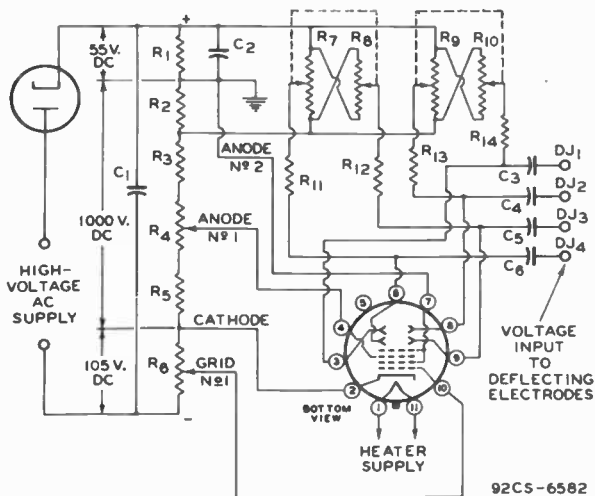 +
55 V.
DC
R1
C2
R7
R8
R9
R10
R2
R14
ANODE
Nº 2
DJ1
C1
R3
R11
R12
R13
C3
DJ2
C4
1000 V.
DC
ANODE
Nº 1
DJ3
R4
C5
DJ4
C6
HIGH-
VOLTAGE
AC
SUPPLY
R5
CATHODE
5
6
7
4
8
3
9
2
10
1
11
VOLTAGE
INPUT
TO
DEFLECTING
ELECTRODES
105 V.
DC
R6
GRID
Nº1
BOTTOM
VIEW
-
HEATER
SUPPLY
92CS-6582